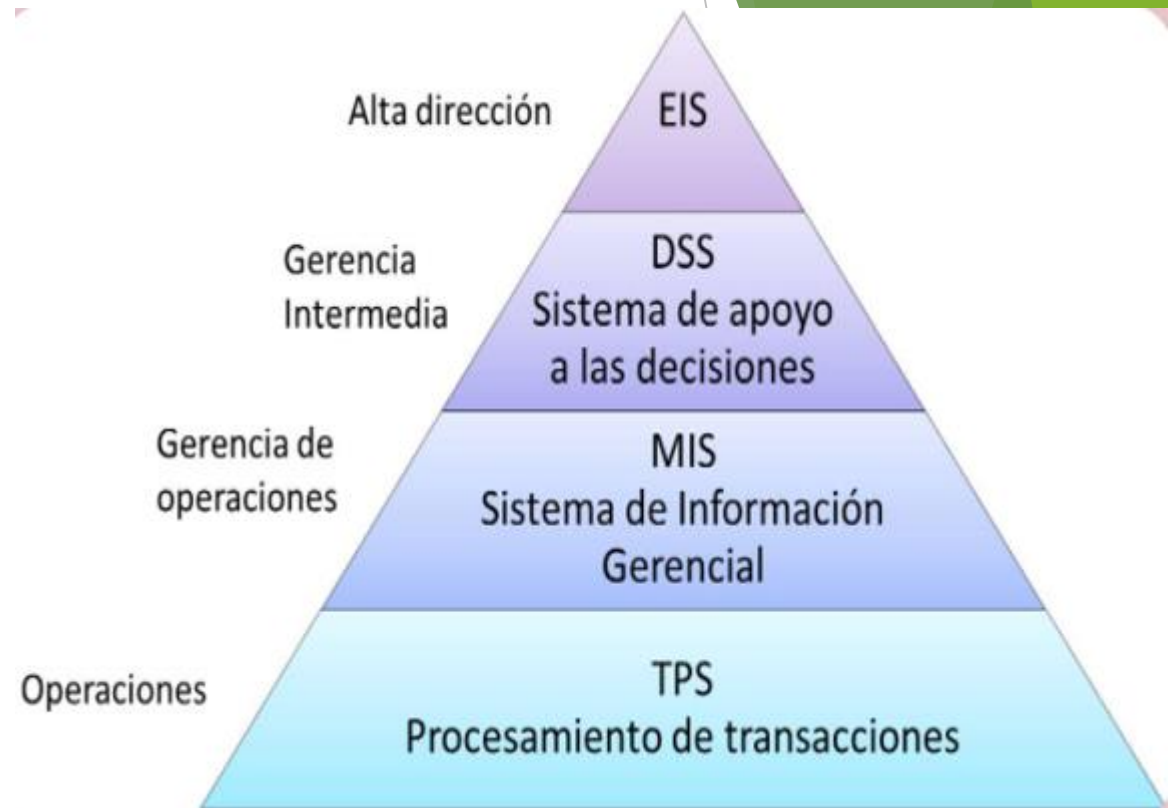 Alta dirección
EIS
Gerencia
Intermedia
DSS
Sistema de apoyo
a las decisiones
Gerencia de
operaciones
MIS
Sistema de Información
Gerencial
Operaciones
TPS
Procesamiento de transacciones